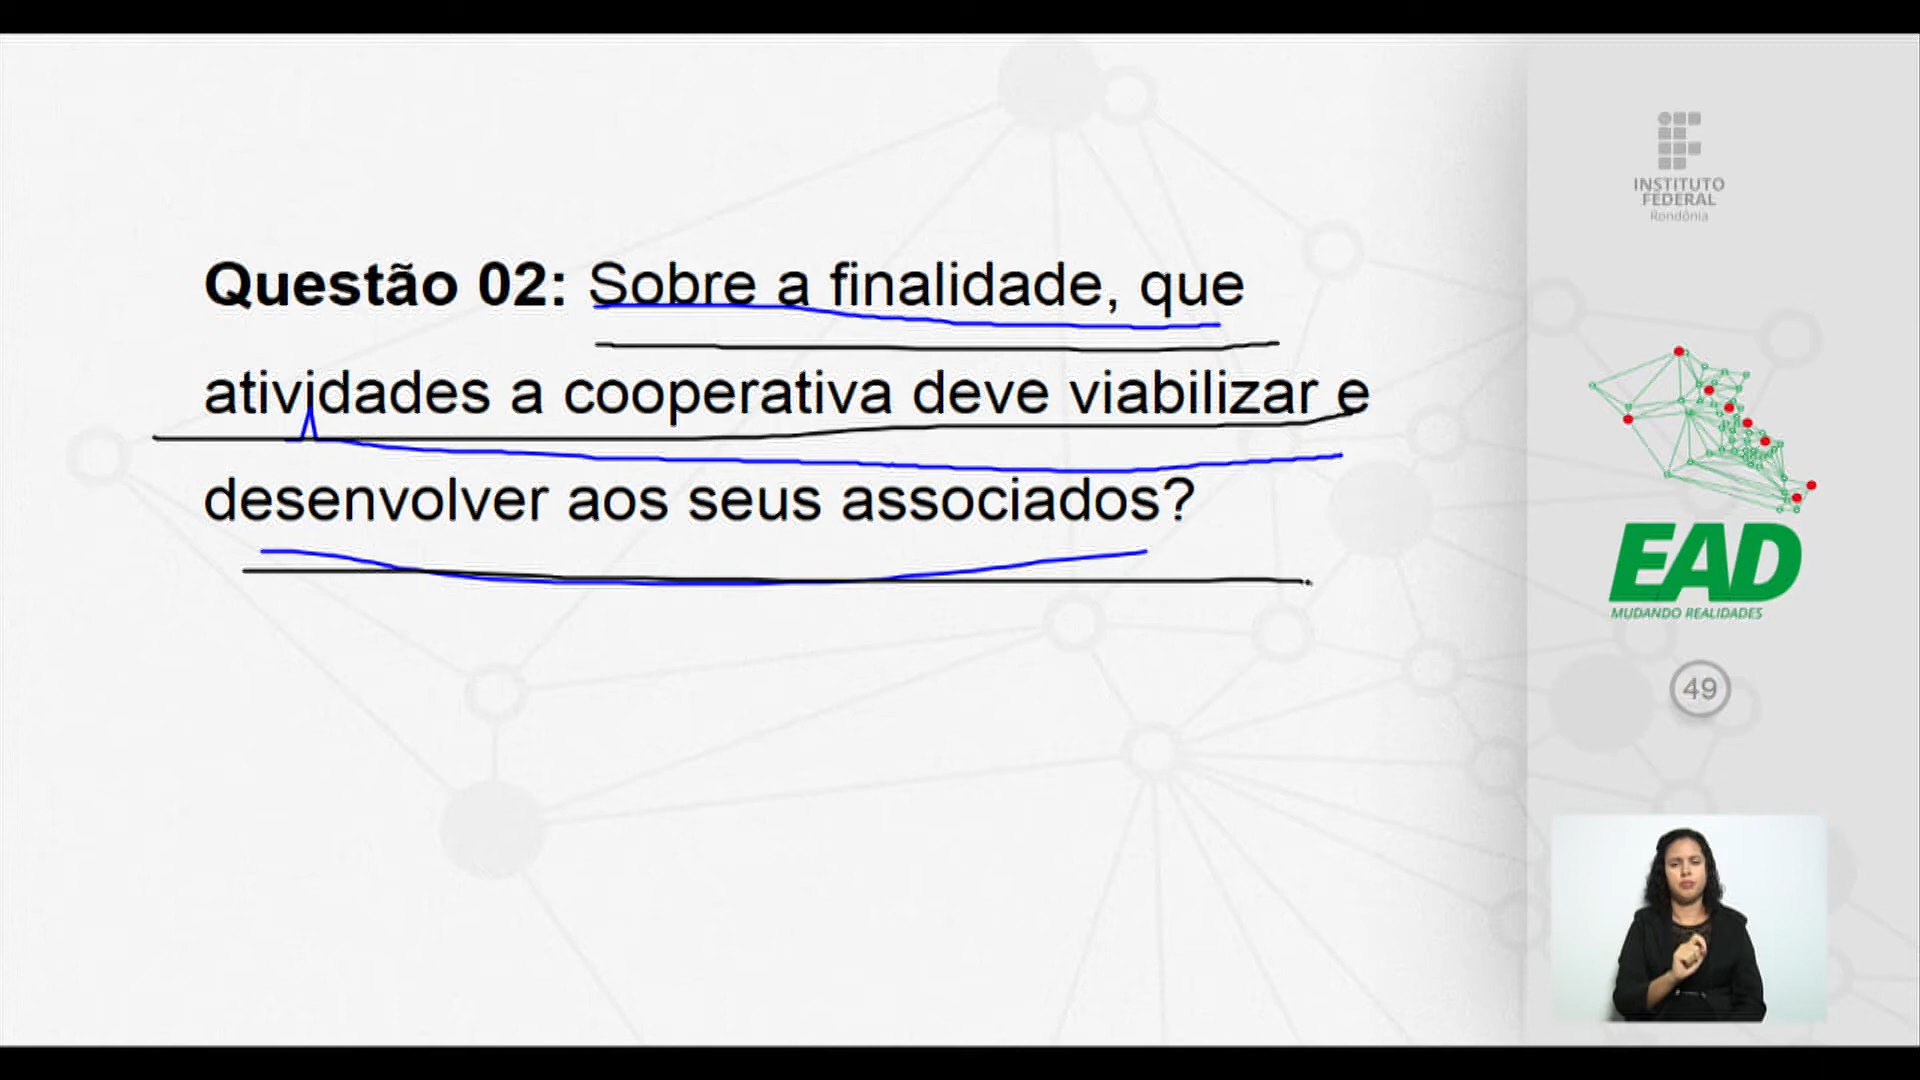 Questão 02: Sobre a finalidade, que
atividades a cooperativa deve viabilizar e
desenvolver aos seus associados?
INSTITUTO
FEDERAL
Rondônia
EAD
MUDANDO REALIDADES
49